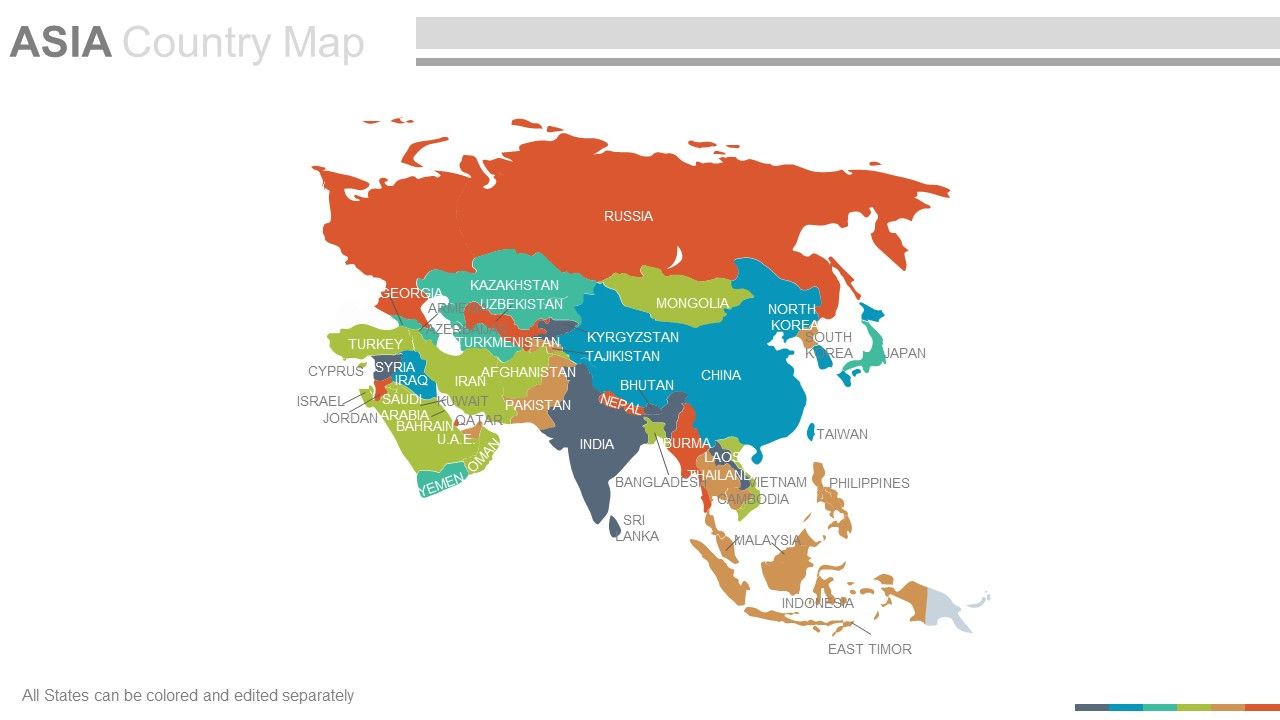 ASIA Country Map
RUSSIA
KAZAKHSTAN
GEORGIA
UZBEKISTAN
MONGOLIA
NORTH
KOREA
TURKMENISTAN
KYRGYZSTAN
SOUTH
KOREA
TURKEY
TAJIKISTAN
JAPAN
CYPRUS
SYRIA
IRAQ
IRAN
AFGHANISTAN
CHINA
BHUTAN
ISRAEL
SAUDI
ARABIA
KUWAIT
PAKISTAN
NEPAL
JORDAN
BAHRAIN
QATAR
U.A.E.
OMAN
INDIA
BURMA
TAIWAN
LAOS
YEMEN
THAILAND
BANGLADESH
VIETNAM
PHILIPPINES
CAMBODIA
SRI
LANKA
MALAYSIA
INDONESIA
EAST TIMOR
All States can be colored and edited separately